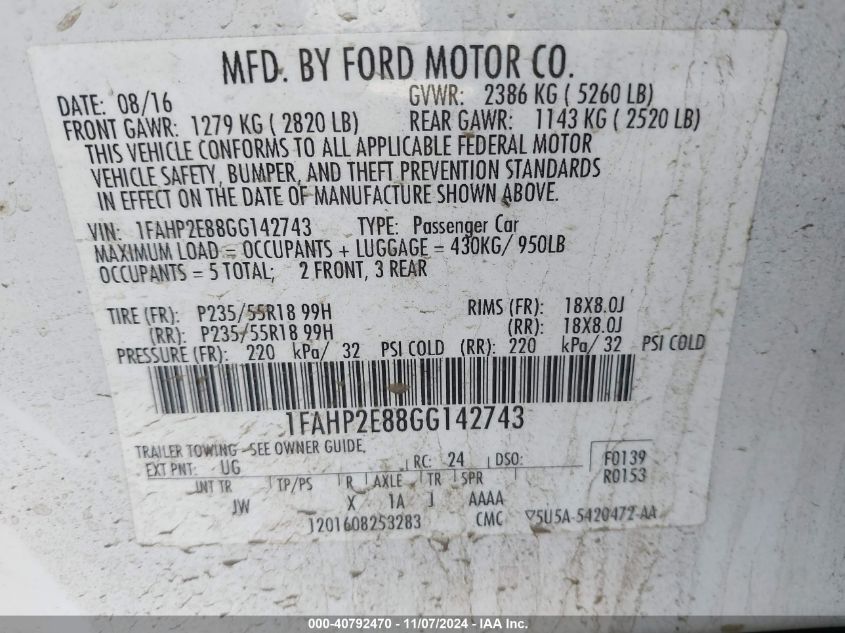 MFD. BY FORD MOTOR CO.
DATE: 08/16 GVWR: 2386 KG ( 5260 LB)
FRONT GAWR: 1279 KG ( 2820 LB) REAR GAWR: 1143 KG ( 2520 LB)
THIS VEHICLE CONFORMS TO ALL APPLICABLE FEDERAL MOTOR
VEHICLE SAFETY, BUMPER, AND THEFT PREVENTION STANDARDS
IN EFFECT ON THE DATE OF MANUFACTURE SHOWN ABOVE.
VIN: 1FAHP2E88GG142743 TYPE: Passenger Car
MAXIMUM LOAD = OCCUPANTS + LUGGAGE = 430KG/ 950LB
OCCUPANTS = 5 TOTAL; 2 FRONT, 3 REAR
TIRE (FR): P235/55R18 99H RIMS (FR): 18X8.0J
(RR): P235/55R18 99H (RR): 18X8.0J
PRESSURE (FR): 220 kPa/ 32 PSI COLD (RR): 220 kPa/ 32 PSI COLD
1FAHP2E88GG142743
TRAILER TOWING - SEE OWNER GUIDE.
EXT PNT: UG RC: 24 DSO: F0139
R0153
INT TR TP/PS R AXLE TR SPR
JW X 1A J AAAA
1201608253283 CMC 5U5A-5420472-AA
000-40792470 - 11/07/2024 - IAA Inc.